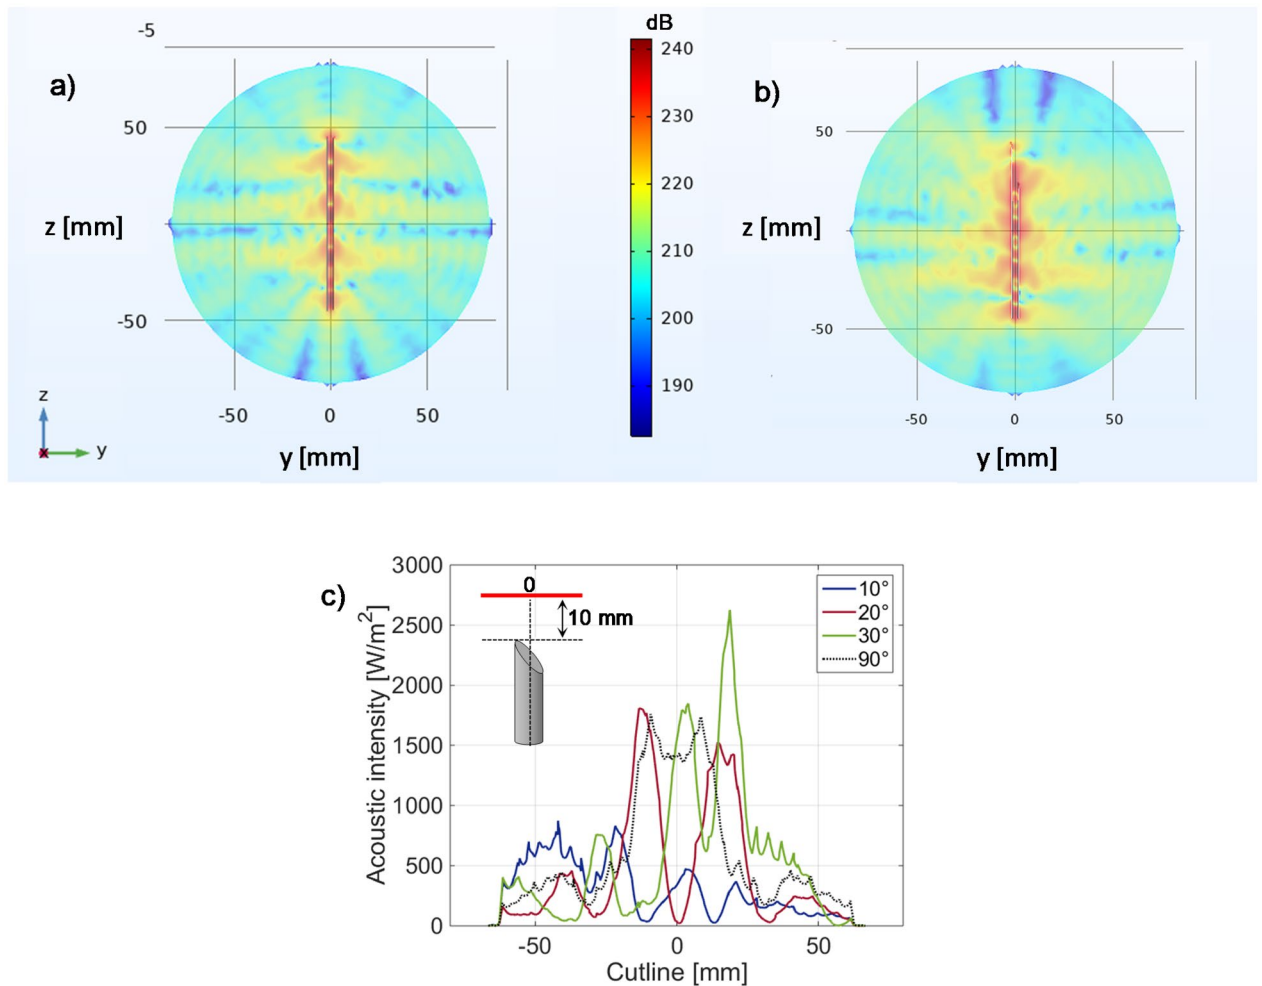 dB
a)
-5
50
z [mm]
-50
-50 0 50
y [mm]
z
x y
240
230
220
210
200
190
b)
50
z [mm]
-50
-50 0 50
y [mm]
c)
3000
2500
2000
1500
1000
500
0
Acoustic intensity [W/m²]
0
10 mm
10°
20°
30°
90°
-50 0 50
Cutline [mm]